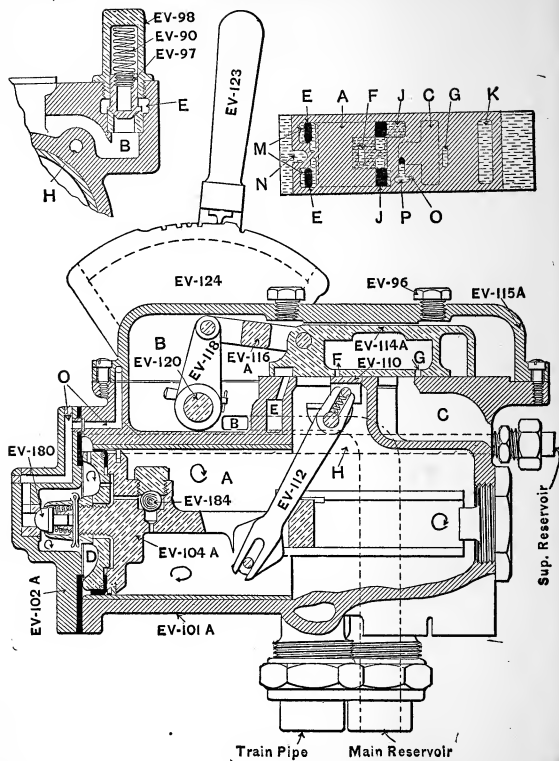 EV-98
EV-90
EV-97
E
B
H
EV-123
E A F J C G K
M
N
E J P O
EV-124
EV-96
EV-115A
B
EV-118
EV-116 A
EV-114A
EV-120
F EV-110 G
O
E
B
C
EV-180
A
H
EV-184
EV-112
D
EV-104 A
EV-102 A
EV-101 A
Sup. Reservoir
Train Pipe Main Reservoir